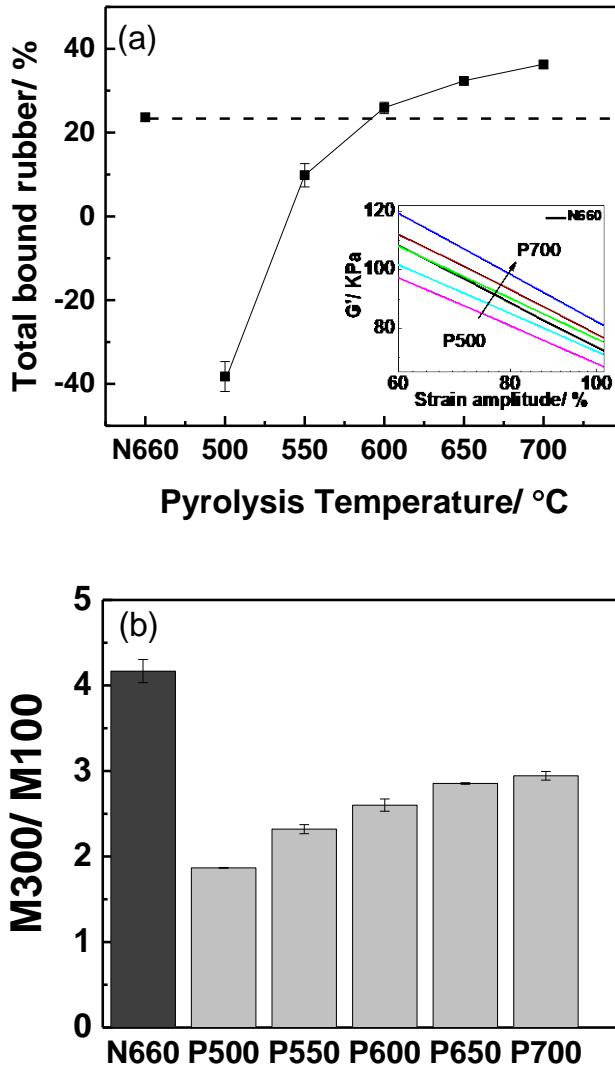 (a)
Total bound rubber/ %
40
20
0
-20
-40
N660 500 550 600 650 700
Pyrolysis Temperature/ °C
120
100
80
G'/ KPa
N660
P700
P500
60 80 100
Strain amplitude/ %
(b)
M300/ M100
5
4
3
2
1
0
N660 P500 P550 P600 P650 P700